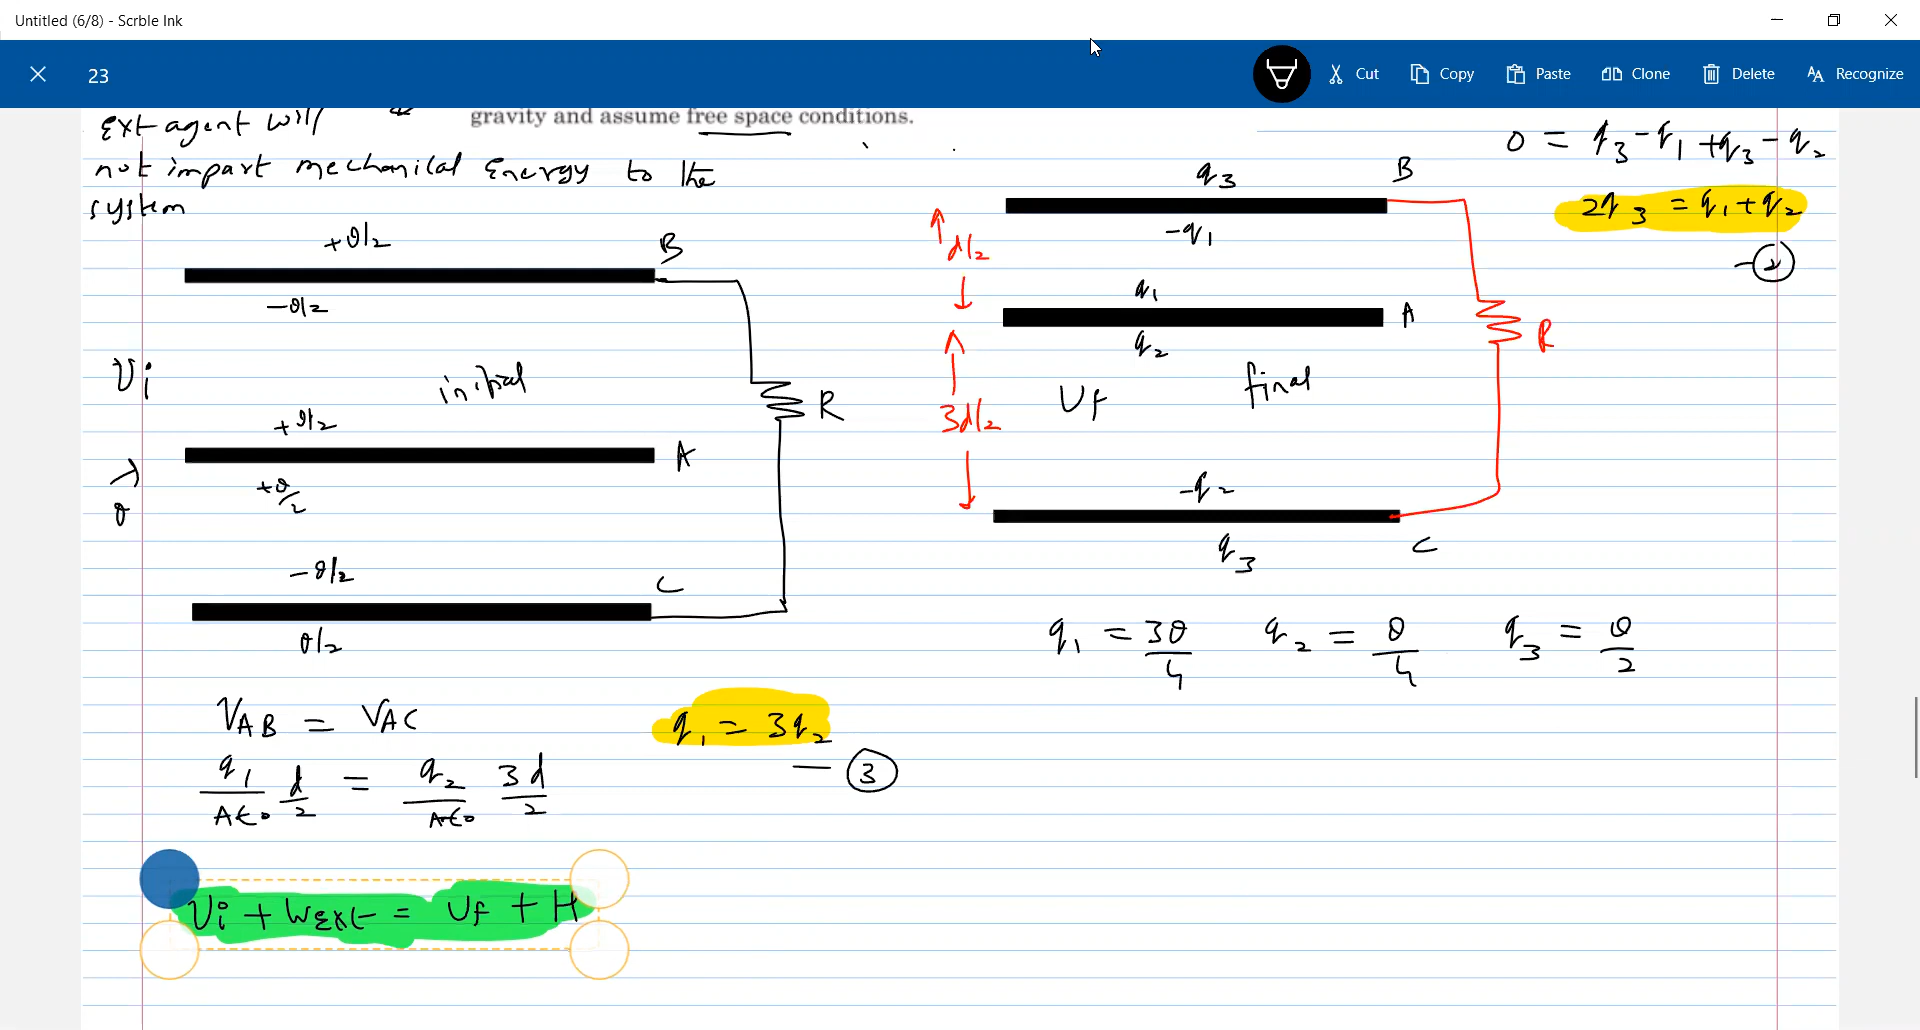 Untitled (6/8) - Scrble Ink
23
Cut Copy Paste Clone Delete Recognize
Ext agent will
gravity and assume free space conditions.
not impart mechanical Energy to the
system
0 = q3 - q1 + q3 - q2
2q3 = q1 + q2
- 2
+Q/2
B
-Q/2
Ui
initial
R
+Q/2
A
+Q/2
-Q/2
C
Q/2
q3
B
-q1
d/2
q1
A
q2
R
3d/2
Uf
final
-q2
q3
C
q1 = 3Q/4 q2 = Q/4 q3 = Q/2
VAB = VAC
q1 = 3q2
- 3
q1/A∈0 d/2 = q2/A∈0 3d/2
Ui + WExt = Uf + H